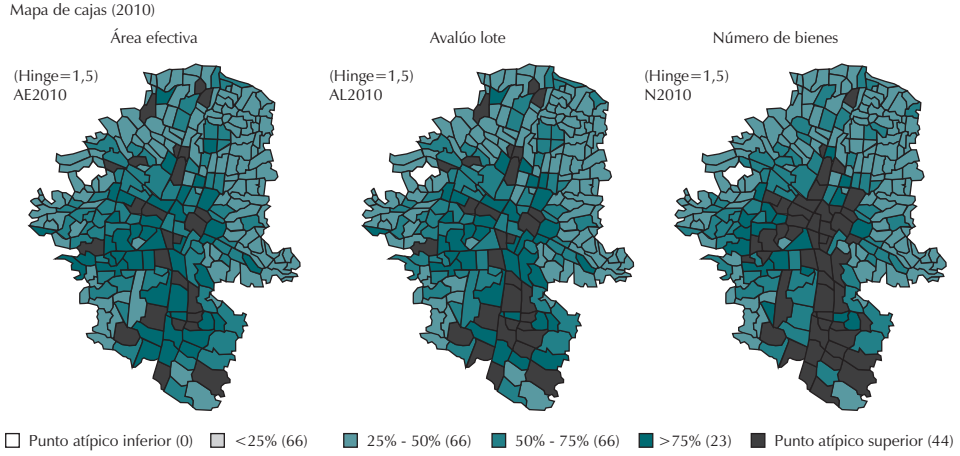 Mapa de cajas (2010)
Área efectiva
Avalúo lote
Número de bienes
(Hinge=1,5)
AE2010
(Hinge=1,5)
AL2010
(Hinge=1,5)
N2010
Punto atípico inferior (0)
<25% (66)
25% - 50% (66)
50% - 75% (66)
>75% (23)
Punto atípico superior (44)